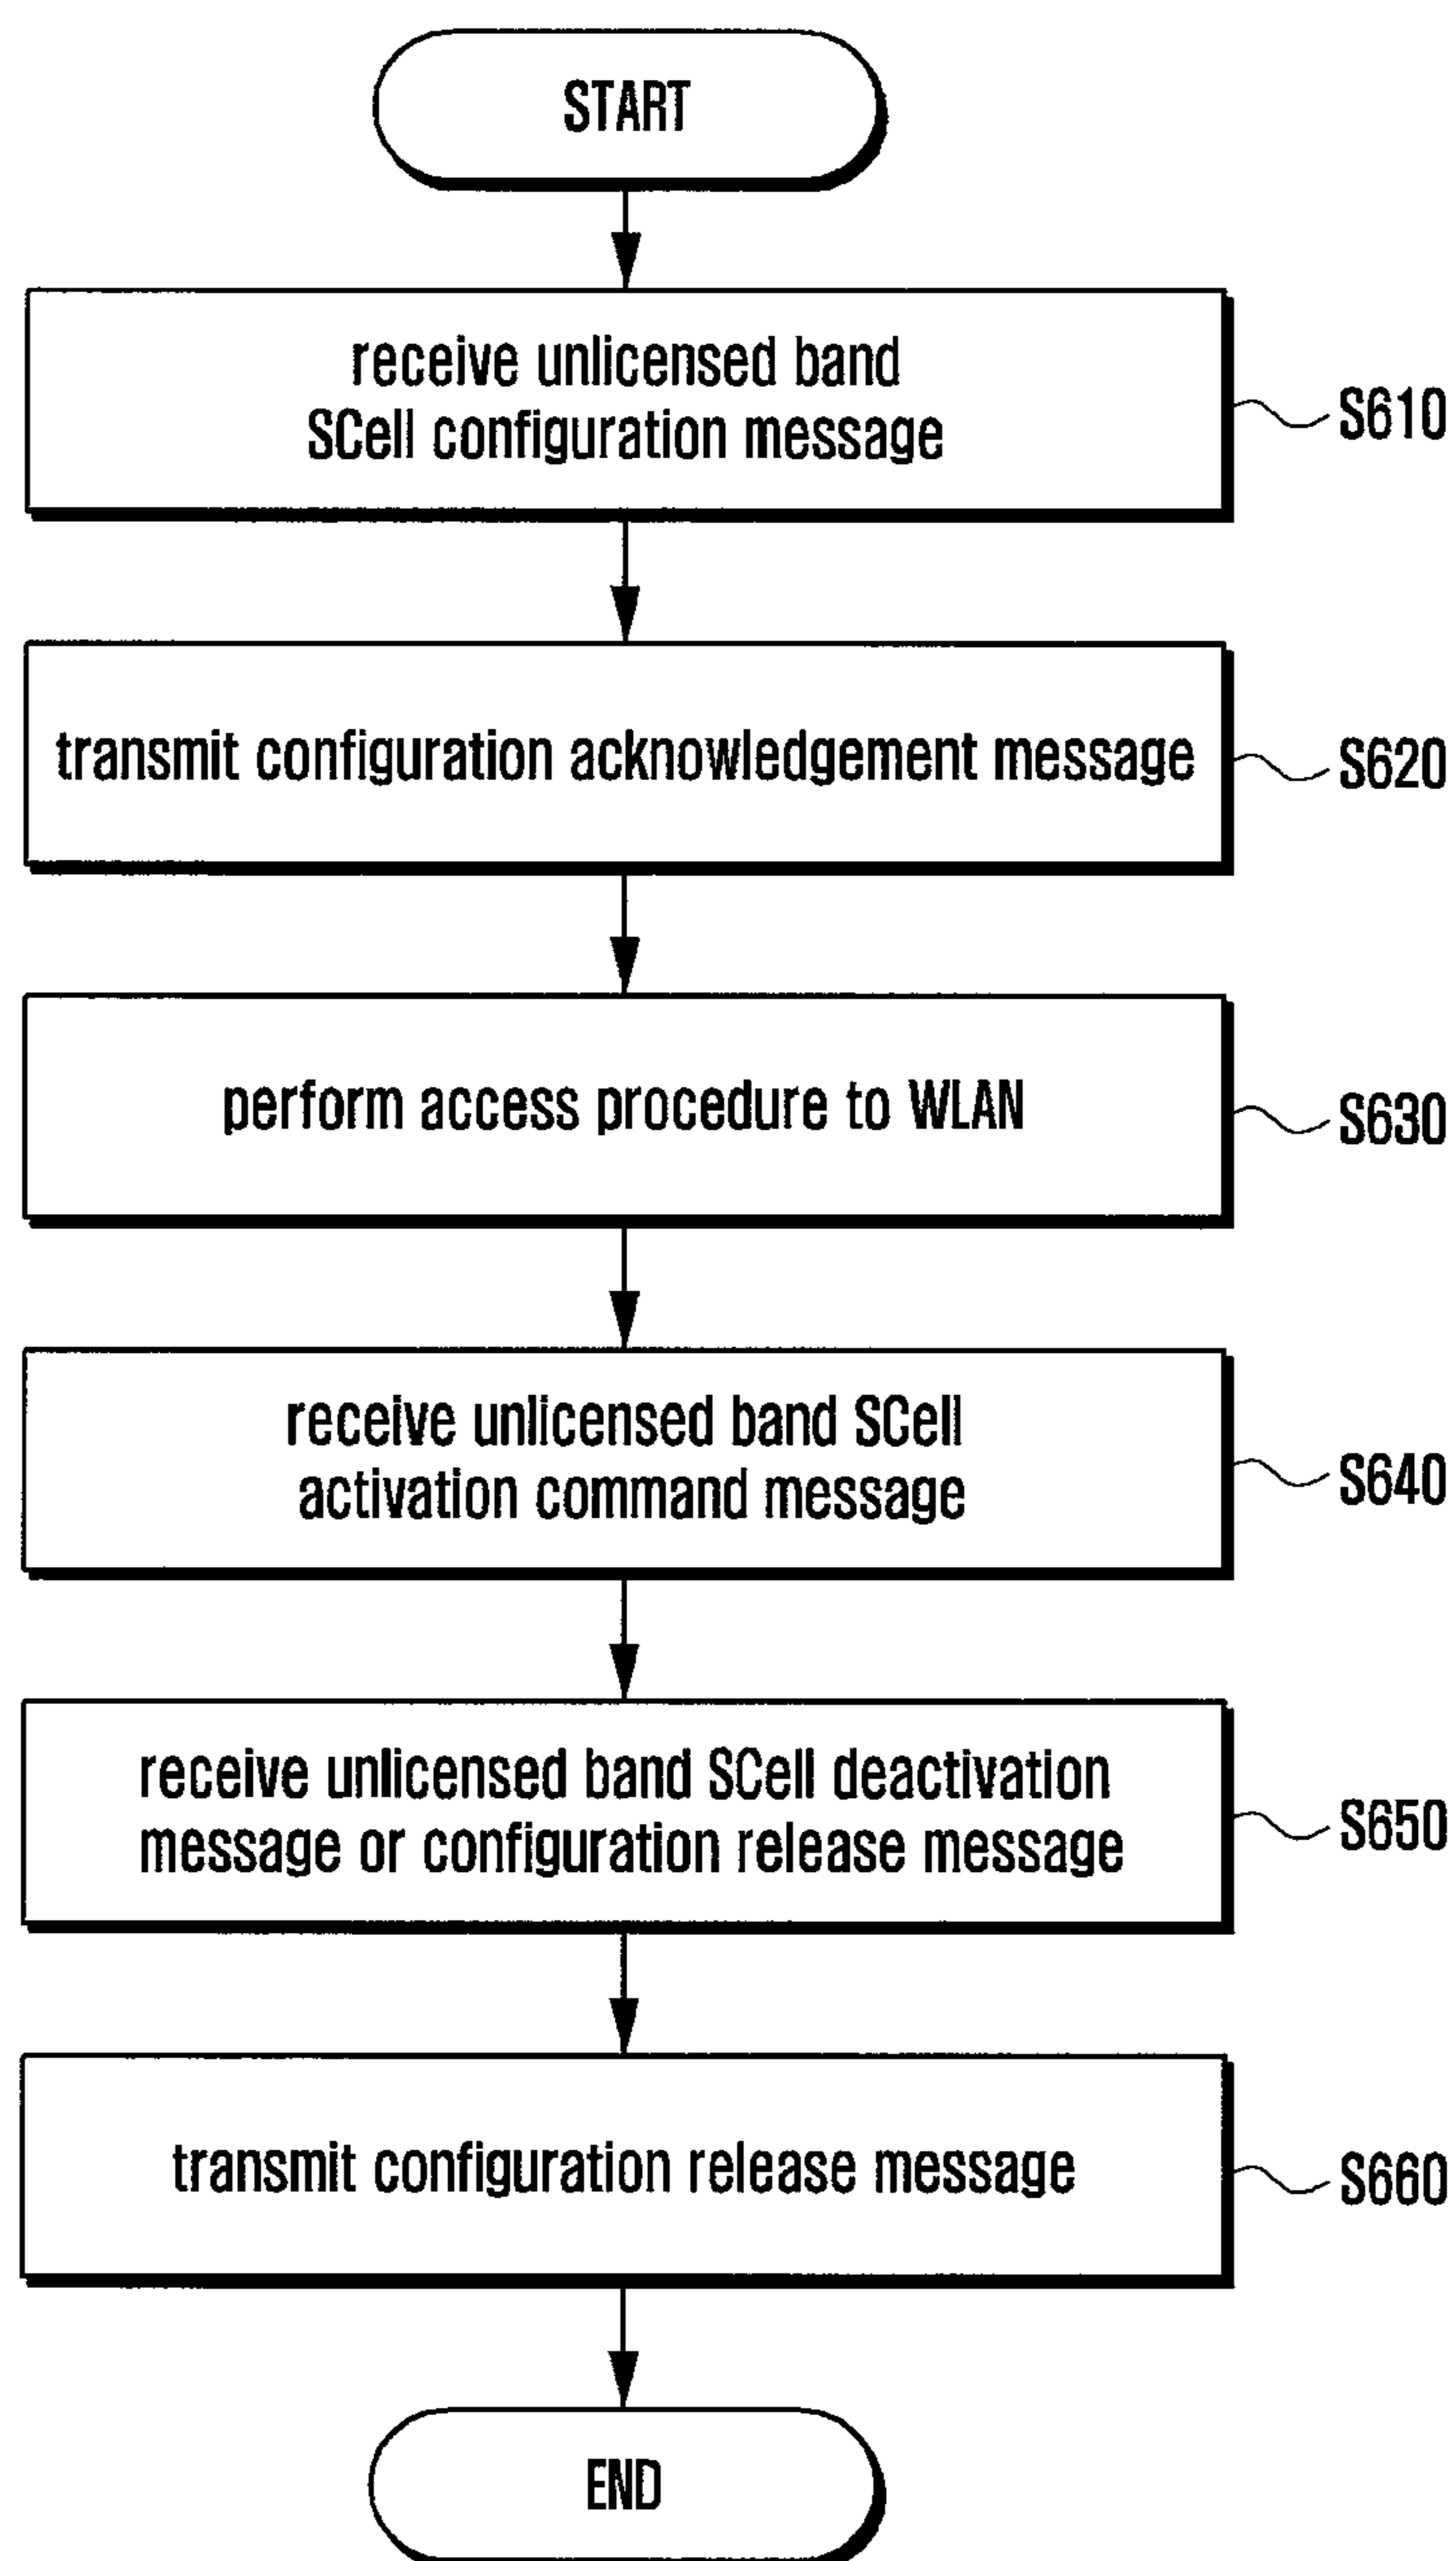 START
receive unlicensed band
SCell configuration message
S610
transmit configuration acknowledgement message
S620
perform access procedure to WLAN
S630
receive unlicensed band SCell
activation command message
S640
receive unlicensed band SCell deactivation
message or configuration release message
S650
transmit configuration release message
S660
END